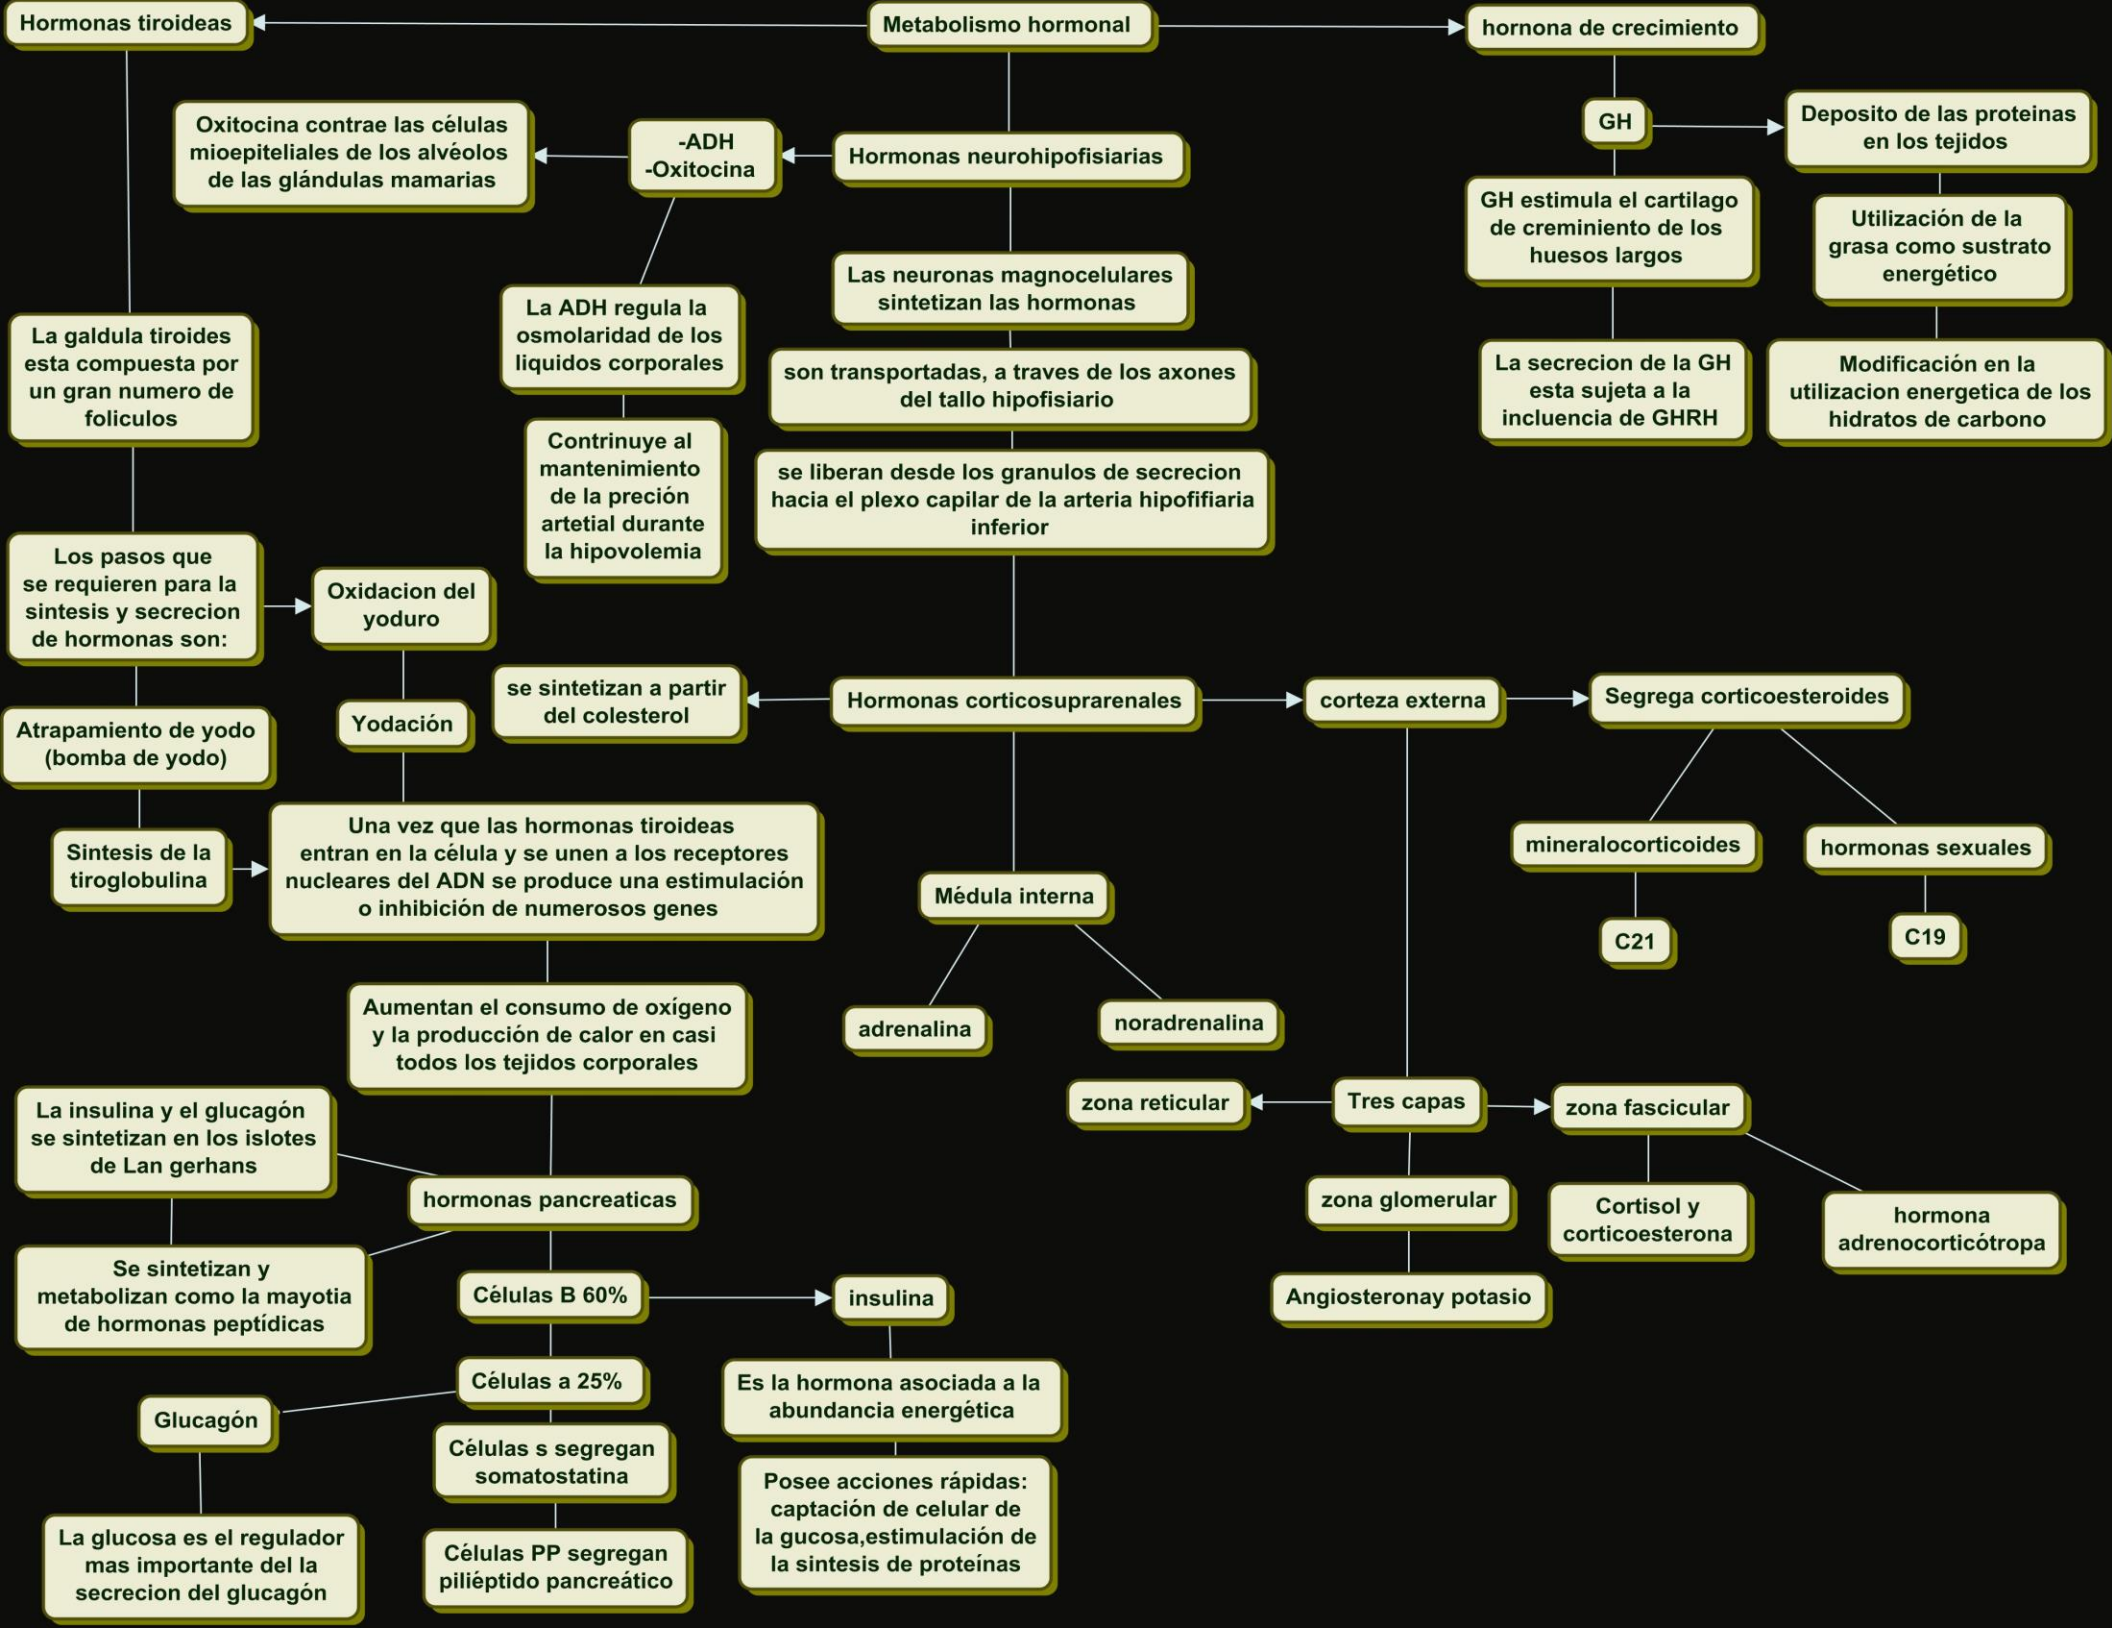 Hormonas tiroideas
Metabolismo hormonal
hornona de crecimiento
Oxitocina contrae las células
mioepiteliales de los alvéolos
de las glándulas mamarias
-ADH
-Oxitocina
Hormonas neurohipofisiarias
GH
Deposito de las proteinas
en los tejidos
GH estimula el cartilago
de creminiento de los
huesos largos
Utilización de la
grasa como sustrato
energético
Las neuronas magnocelulares
sintetizan las hormonas
La ADH regula la
osmolaridad de los
liquidos corporales
La galdula tiroides
esta compuesta por
un gran numero de
foliculos
son transportadas, a traves de los axones
del tallo hipofisiario
La secrecion de la GH
esta sujeta a la
incluencia de GHRH
Modificación en la
utilizacion energetica de los
hidratos de carbono
Contrinuye al
mantenimiento
de la preción
artetial durante
la hipovolemia
se liberan desde los granulos de secrecion
hacia el plexo capilar de la arteria hipofifiaria
inferior
Los pasos que
se requieren para la
sintesis y secrecion
de hormonas son:
Oxidacion del
yoduro
Atrapamiento de yodo
(bomba de yodo)
Yodación
se sintetizan a partir
del colesterol
Hormonas corticosuprarenales
corteza externa
Segrega corticoesteroides
Sintesis de la
tiroglobulina
Una vez que las hormonas tiroideas
entran en la célula y se unen a los receptores
nucleares del ADN se produce una estimulación
o inhibición de numerosos genes
Médula interna
mineralocorticoides
hormonas sexuales
C21
C19
Aumentan el consumo de oxígeno
y la producción de calor en casi
todos los tejidos corporales
adrenalina
noradrenalina
La insulina y el glucagón
se sintetizan en los islotes
de Lan gerhans
zona reticular
Tres capas
zona fascicular
hormonas pancreaticas
zona glomerular
Cortisol y
corticoesterona
hormona
adrenocorticótropa
Se sintetizan y
metabolizan como la mayotia
de hormonas peptídicas
Células B 60%
insulina
Angiosteronay potasio
Células a 25%
Glucagón
Es la hormona asociada a la
abundancia energética
Células s segregan
somatostatina
Posee acciones rápidas:
captación de celular de
la gucosa,estimulación de
la sintesis de proteínas
La glucosa es el regulador
mas importante del la
secrecion del glucagón
Células PP segregan
piliéptido pancreático